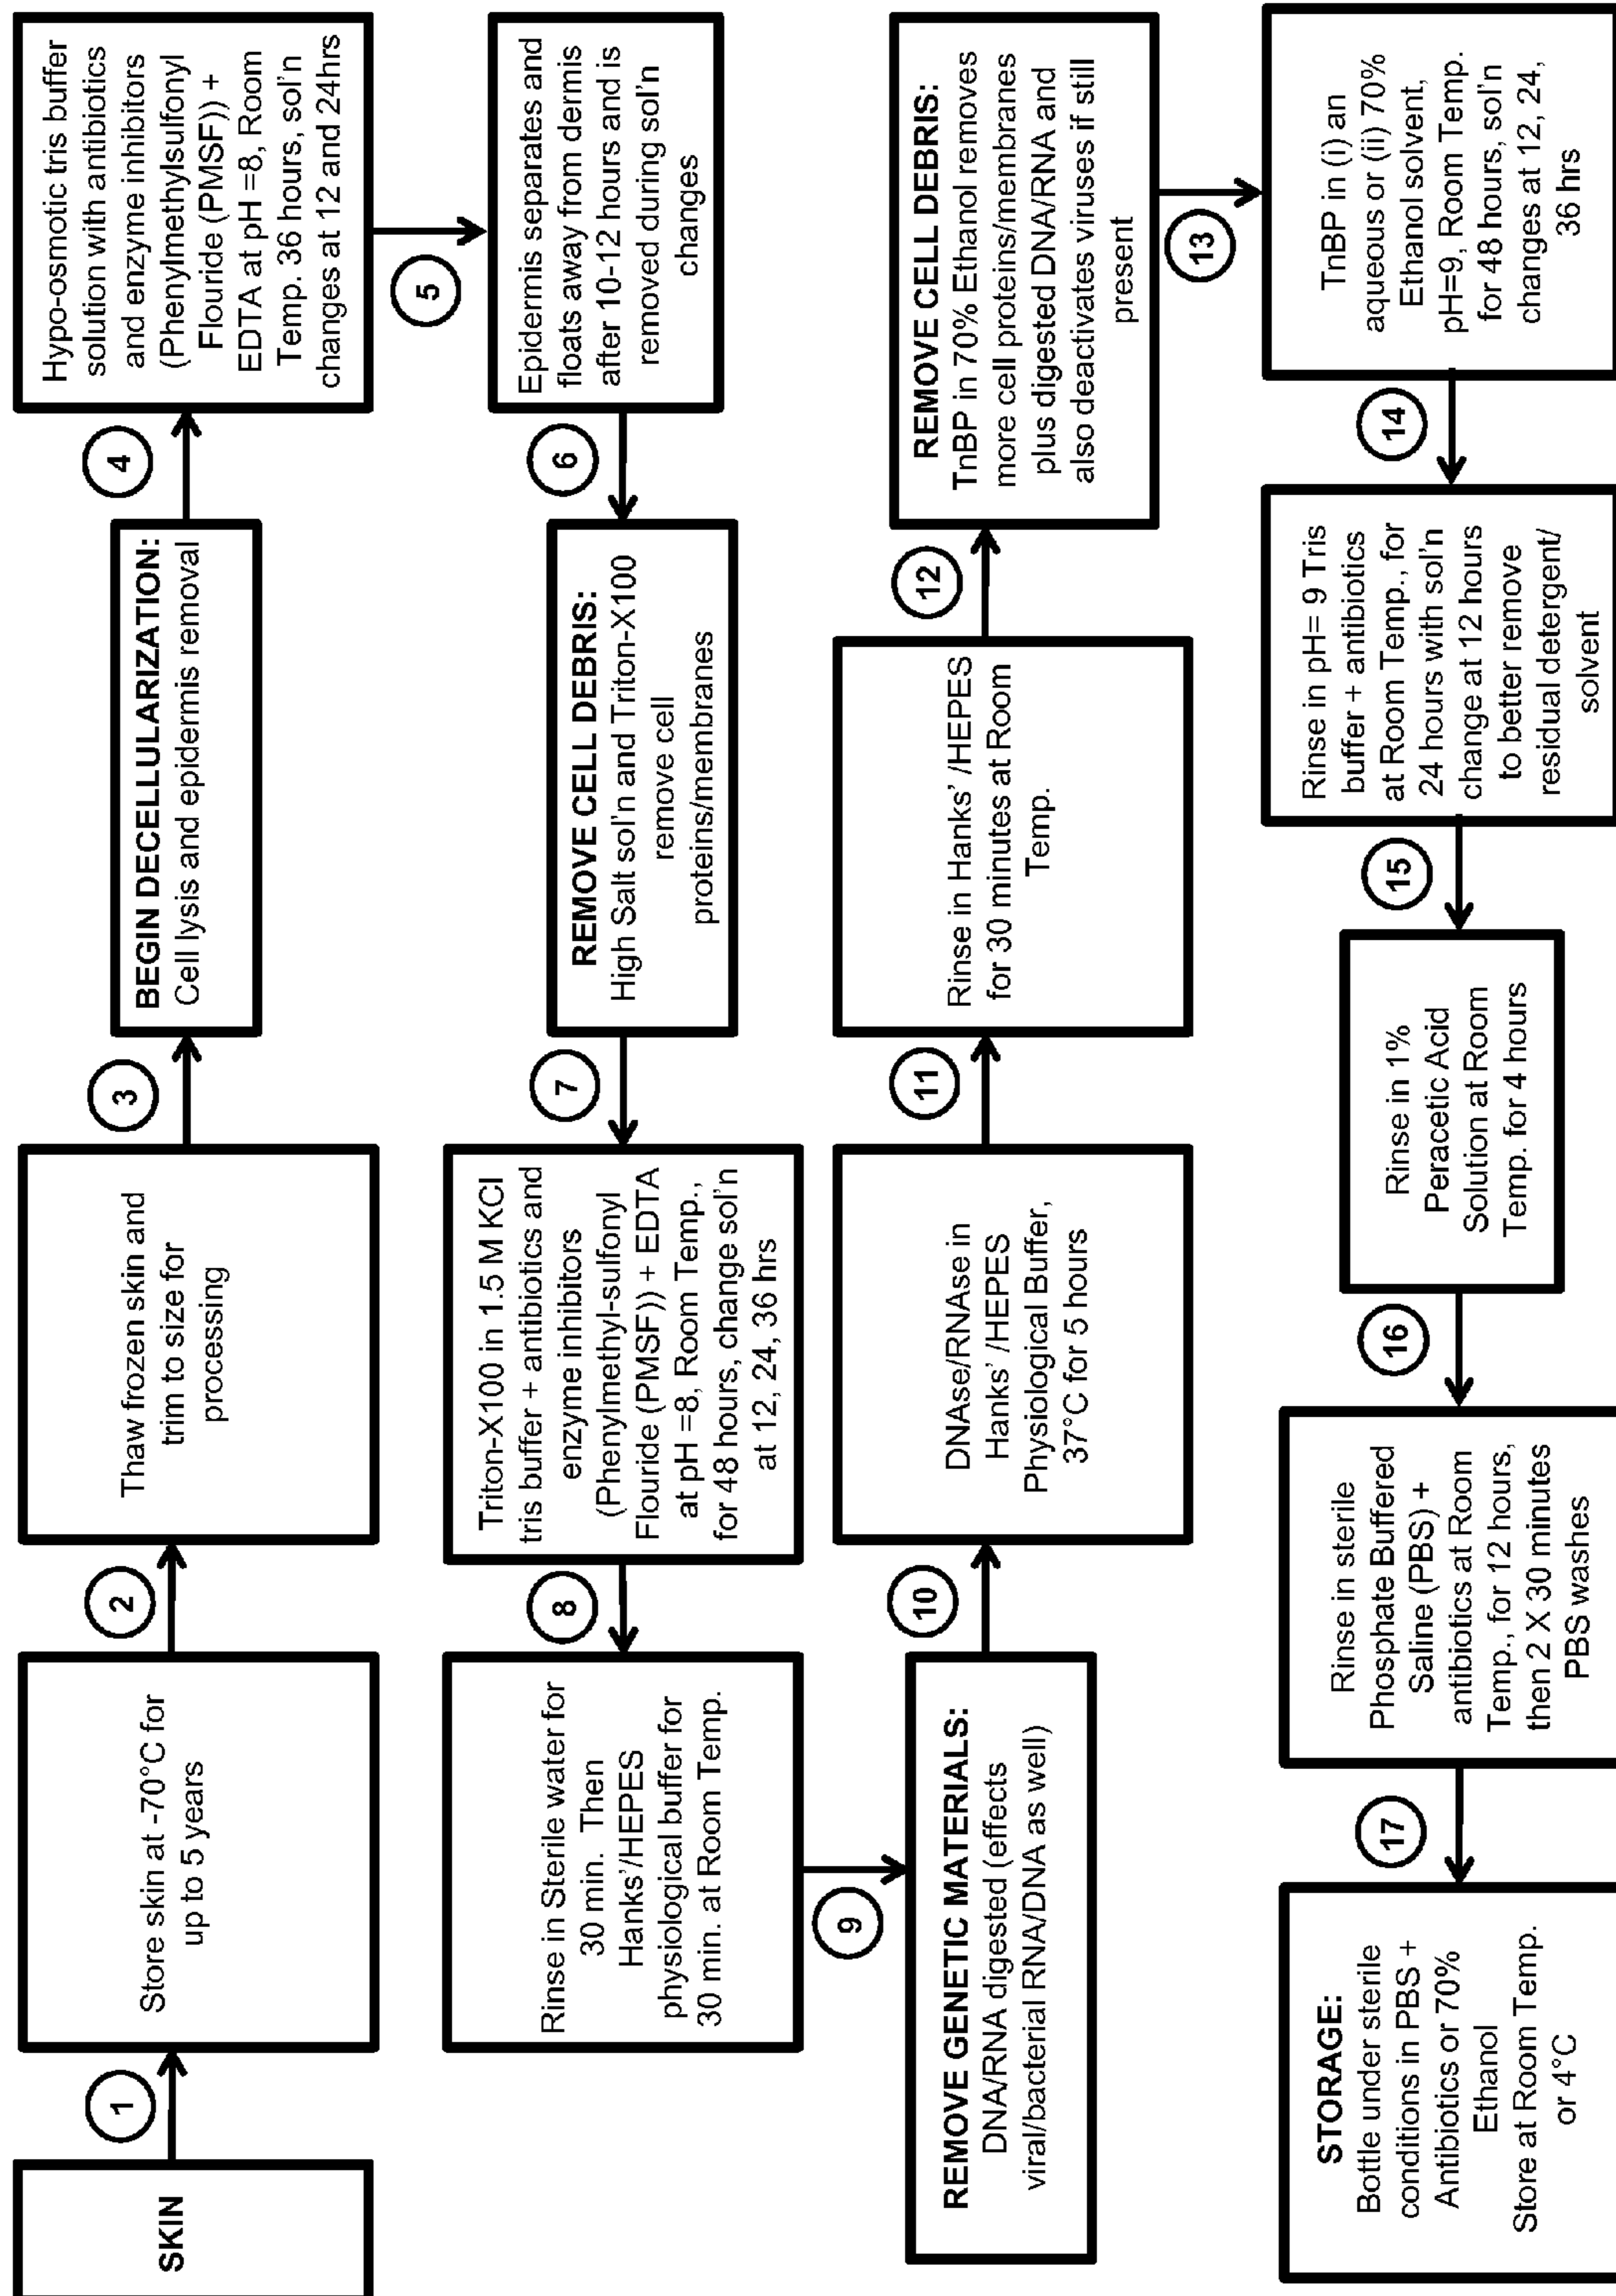 SKIN
1
Store skin at -70°C for
up to 5 years
2
Thaw frozen skin and
trim to size for
processing
3
BEGIN DECELLULARIZATION:
Cell lysis and epidermis removal
4
Hypo-osmotic tris buffer
solution with antibiotics
and enzyme inhibitors
(Phenylmethylsulfonyl
Flouride (PMSF)) +
EDTA at pH =8, Room
Temp. 36 hours, sol'n
changes at 12 and 24hrs
5
Epidermis separates and
floats away from dermis
after 10-12 hours and is
removed during sol'n
changes
6
REMOVE CELL DEBRIS:
High Salt sol'n and Triton-X100
remove cell
proteins/membranes
7
Triton-X100 in 1.5 M KCl
tris buffer + antibiotics and
enzyme inhibitors
(Phenylmethyl-sulfonyl
Flouride (PMSF)) + EDTA
at pH =8, Room Temp.,
for 48 hours, change sol'n
at 12, 24, 36 hrs
8
Rinse in Sterile water for
30 min. Then
Hanks'/HEPES
physiological buffer for
30 min. at Room Temp.
9
REMOVE GENETIC MATERIALS:
DNA/RNA digested (effects
viral/bacterial RNA/DNA as well)
10
DNAse/RNAse in
Hanks' /HEPES
Physiological Buffer,
37°C for 5 hours
11
Rinse in Hanks' /HEPES
for 30 minutes at Room
Temp.
12
REMOVE CELL DEBRIS:
TnBP in 70% Ethanol removes
more cell proteins/membranes
plus digested DNA/RNA and
also deactivates viruses if still
present
13
TnBP in (i) an
aqueous or (ii) 70%
Ethanol solvent,
pH=9, Room Temp.
for 48 hours, sol'n
changes at 12, 24,
36 hrs
14
Rinse in pH= 9 Tris
buffer + antibiotics
at Room Temp., for
24 hours with sol'n
change at 12 hours
to better remove
residual detergent/
solvent
15
Rinse in 1%
Peracetic Acid
Solution at Room
Temp. for 4 hours
16
Rinse in sterile
Phosphate Buffered
Saline (PBS) +
antibiotics at Room
Temp., for 12 hours,
then 2 X 30 minutes
PBS washes
17
STORAGE:
Bottle under sterile
conditions in PBS +
Antibiotics or 70%
Ethanol
Store at Room Temp.
or 4°C